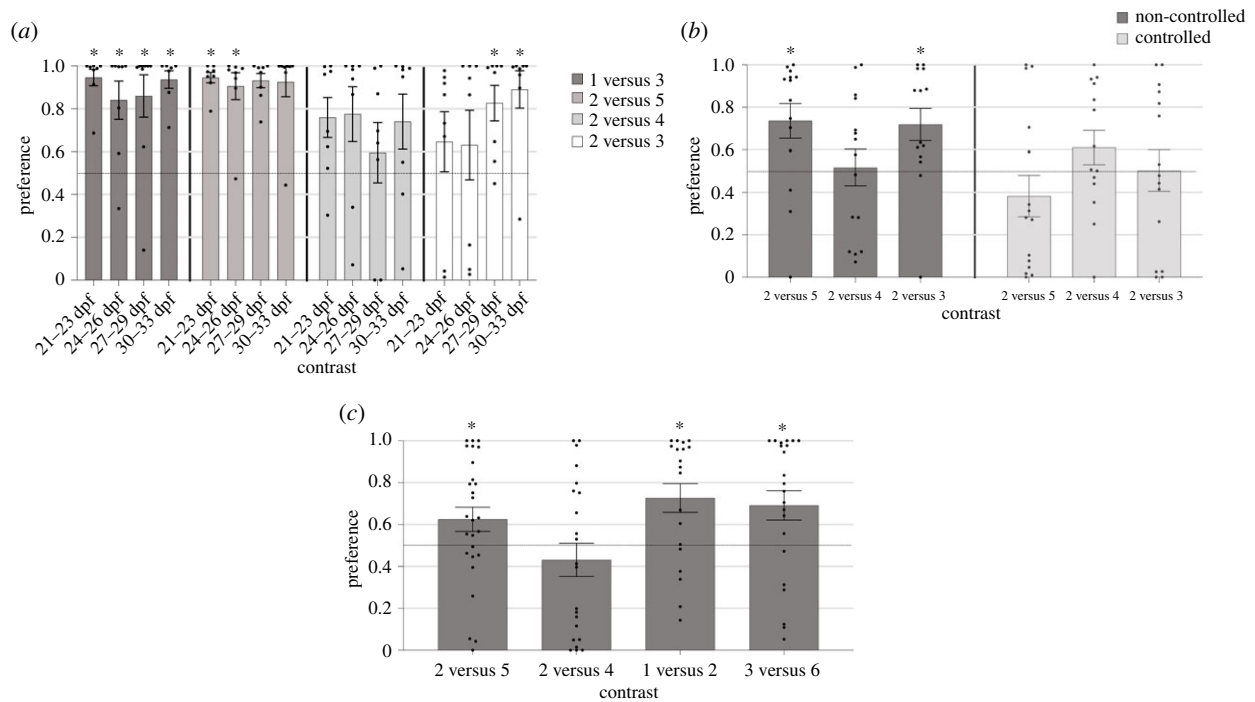 (a)
* * * * * * * *
1.0
0.8
0.6
0.4
0.2
0
preference
21–23 dpf
24–26 dpf
27–29 dpf
30–33 dpf
21–23 dpf
24–26 dpf
27–29 dpf
30–33 dpf
21–23 dpf
24–26 dpf
27–29 dpf
30–33 dpf
21–23 dpf
24–26 dpf
27–29 dpf
30–33 dpf
contrast
1 versus 3
2 versus 5
2 versus 4
2 versus 3
(b)
non-controlled
controlled
* *
1.0
0.8
0.6
0.4
0.2
0
preference
2 versus 5 2 versus 4 2 versus 3 2 versus 5 2 versus 4 2 versus 3
contrast
(c)
* * *
1.0
0.8
0.6
0.4
0.2
0
preference
2 versus 5 2 versus 4 1 versus 2 3 versus 6
contrast